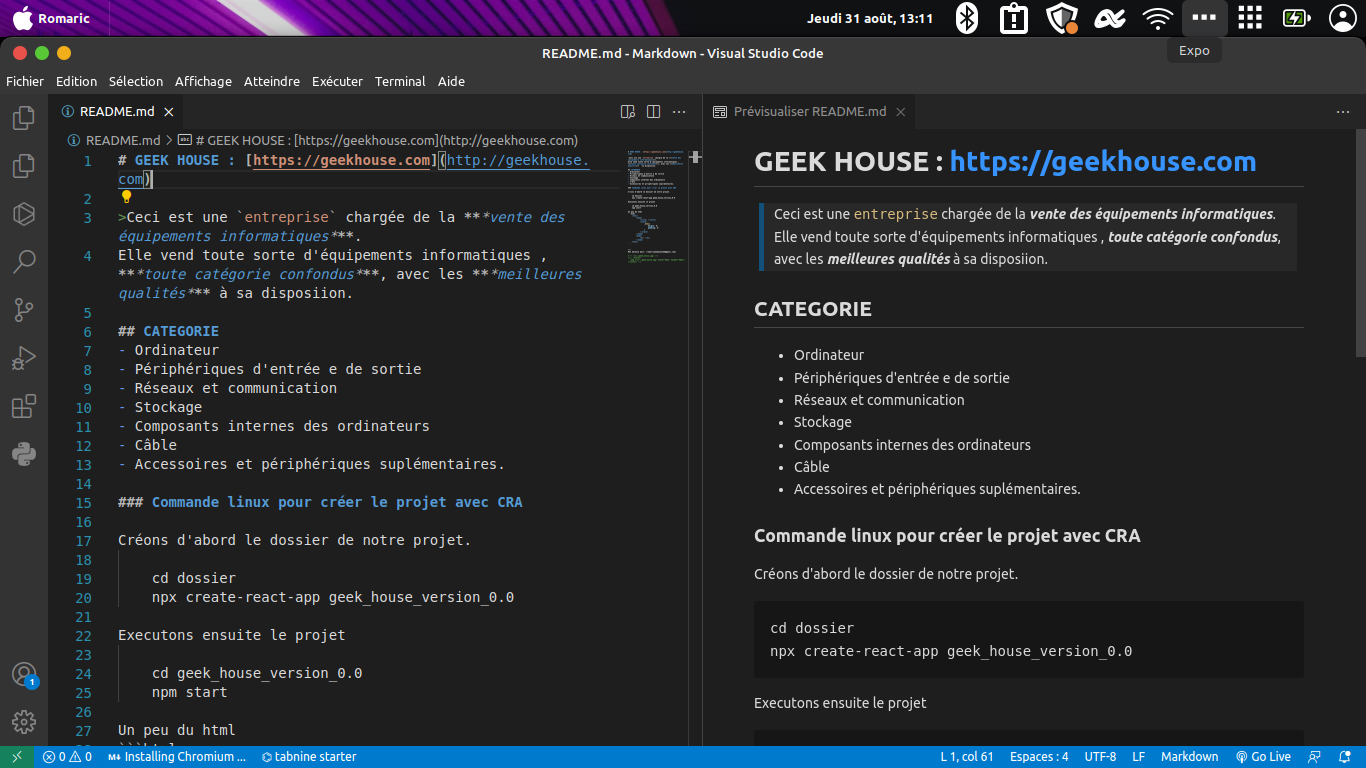 Romaric
Jeudi 31 août, 13:11
Expo
README.md - Markdown - Visual Studio Code
Fichier Edition Sélection Affichage Atteindre Exécuter Terminal Aide
README.md
README.md > # GEEK HOUSE : [https://geekhouse.com](http://geekhouse.com)
1 # GEEK HOUSE : [https://geekhouse.com](http://geekhouse.
com)
2
3 >Ceci est une `entreprise` chargée de la ***vente des
équipements informatiques***.
4 Elle vend toute sorte d'équipements informatiques ,
***toute catégorie confondus***, avec les ***meilleures
qualités*** à sa disposiion.
5
6 ## CATEGORIE
7 - Ordinateur
8 - Périphériques d'entrée e de sortie
9 - Réseaux et communication
10 - Stockage
11 - Composants internes des ordinateurs
12 - Câble
13 - Accessoires et périphériques suplémentaires.
14
15 ### Commande linux pour créer le projet avec CRA
16
17 Créons d'abord le dossier de notre projet.
18
19 cd dossier
20 npx create-react-app geek_house_version_0.0
21
22 Executons ensuite le projet
23
24 cd geek_house_version_0.0
25 npm start
26
27 Un peu du html
Prévisualiser README.md
GEEK HOUSE : https://geekhouse.com
Ceci est une entreprise chargée de la vente des équipements informatiques.
Elle vend toute sorte d'équipements informatiques , toute catégorie confondus,
avec les meilleures qualités à sa disposiion.
CATEGORIE
• Ordinateur
• Périphériques d'entrée e de sortie
• Réseaux et communication
• Stockage
• Composants internes des ordinateurs
• Câble
• Accessoires et périphériques suplémentaires.
Commande linux pour créer le projet avec CRA
Créons d'abord le dossier de notre projet.
cd dossier
npx create-react-app geek_house_version_0.0
Executons ensuite le projet
1
0 0 Installing Chromium ... tabnine starter
L 1, col 61 Espaces : 4 UTF-8 LF Markdown Go Live